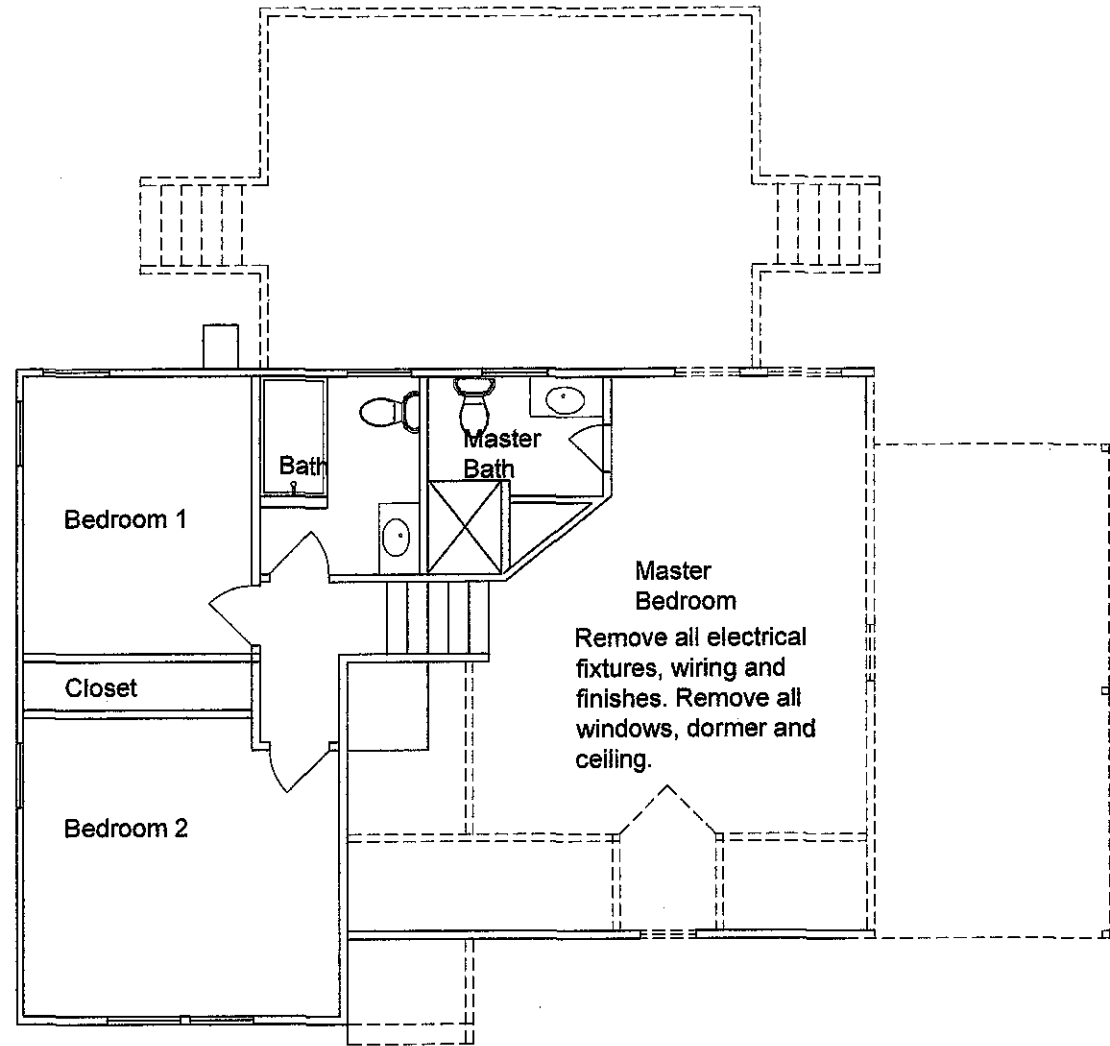 Master
Bath
Bath
Bedroom 1
Master
Bedroom
Remove all electrical
fixtures, wiring and
finishes. Remove all
windows, dormer and
ceiling.
Closet
Bedroom 2